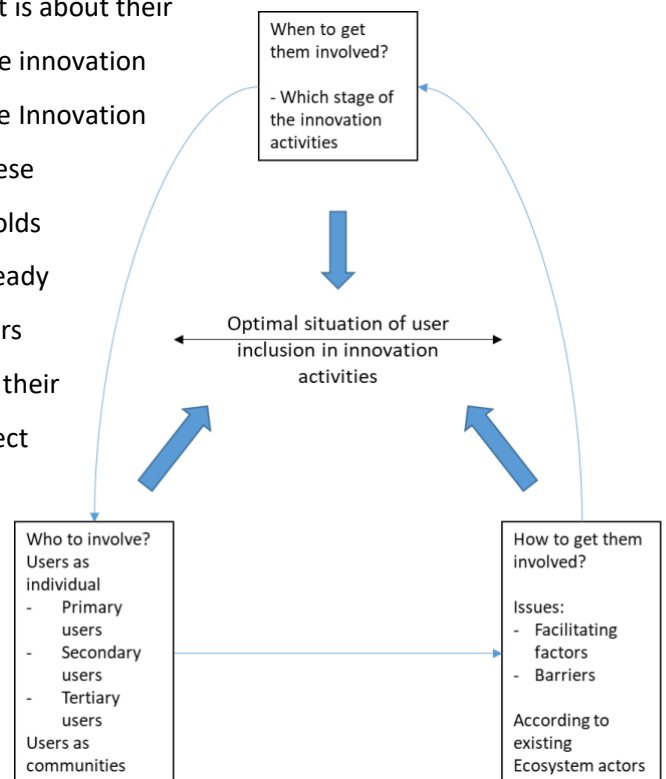 t is about their
e innovation
e Innovation
ese
olds
eady
rs
their
ect
When to get
them involved?
- Which stage of
the innovation
activities
Optimal situation of user
inclusion in innovation
activities
Who to involve?
Users as
individual
- Primary
users
- Secondary
users
- Tertiary
users
Users as
communities
How to get them
involved?
Issues:
- Facilitating
factors
- Barriers
According to
existing
Ecosystem actors